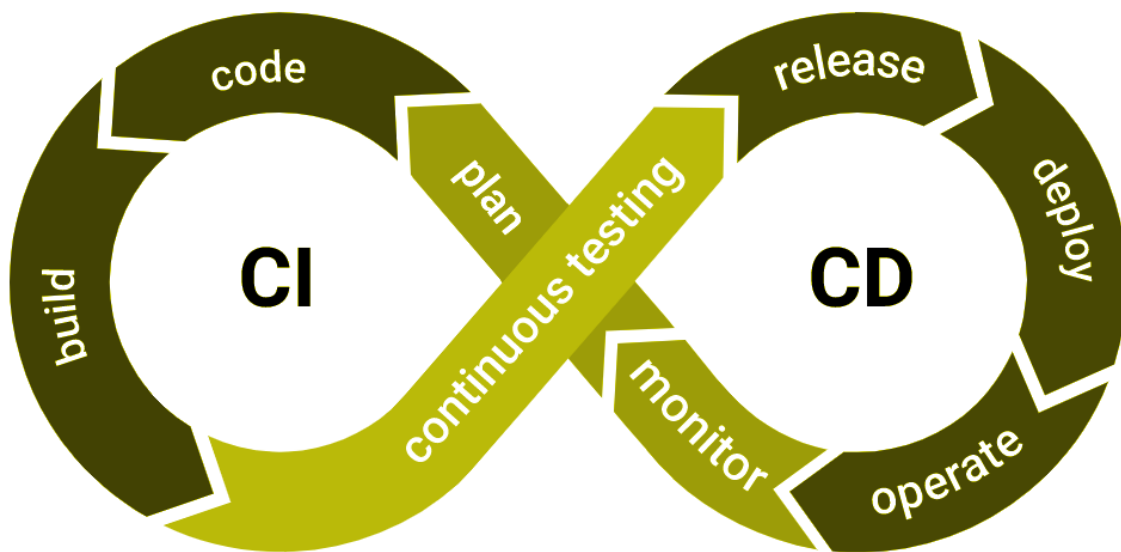 code
release
plan
deploy
CI
CD
build
continuous testing
monitor
operate